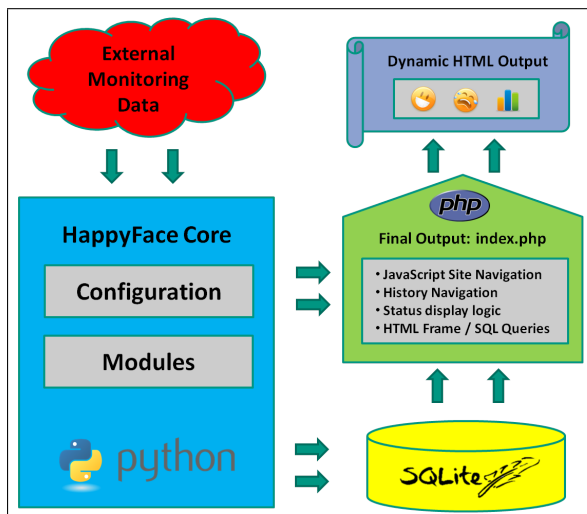 External
Monitoring
Data
HappyFace Core
Configuration
Modules
python
Dynamic HTML Output
php
Final Output: index.php
• JavaScript Site Navigation
• History Navigation
• Status display logic
• HTML Frame / SQL Queries
SQLite